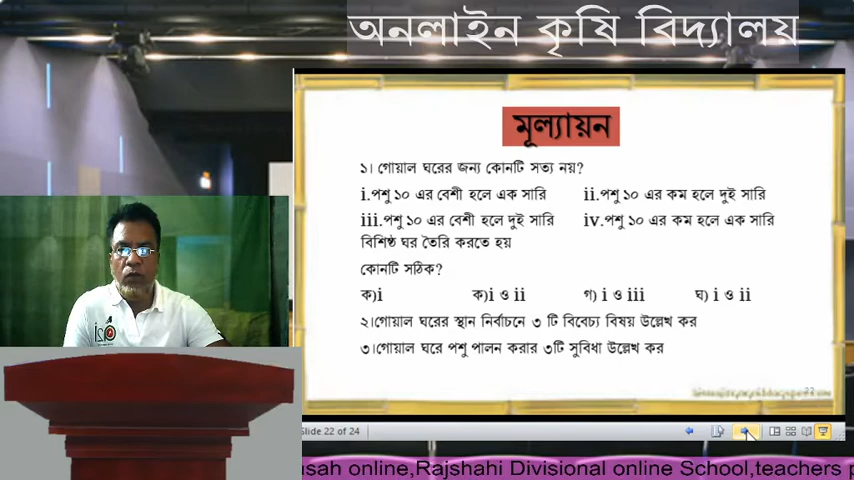 অনলাইন কৃষি বিদ্যালয়
মূল্যায়ন
১। গোয়াল ঘরের জন্য কোনটি সত্য নয়?
i.পশু ১০ এর বেশী হলে এক সারি ii.পশু ১০ এর কম হলে দুই সারি
iii.পশু ১০ এর বেশী হলে দুই সারি iv.পশু ১০ এর কম হলে এক সারি
বিশিষ্ঠ ঘর তৈরি করতে হয়
কোনটি সঠিক?
ক)i ক)i ও ii গ) i ও iii ঘ) i ও ii
২।গোয়াল ঘরের স্থান নির্বাচনে ৩ টি বিবেচ্য বিষয় উল্লেখ কর
৩।গোয়াল ঘরে পশু পালন করার ৩টি সুবিধা উল্লেখ কর
22
Slide 22 of 24
usah online,Rajshahi Divisional online School,teachers p